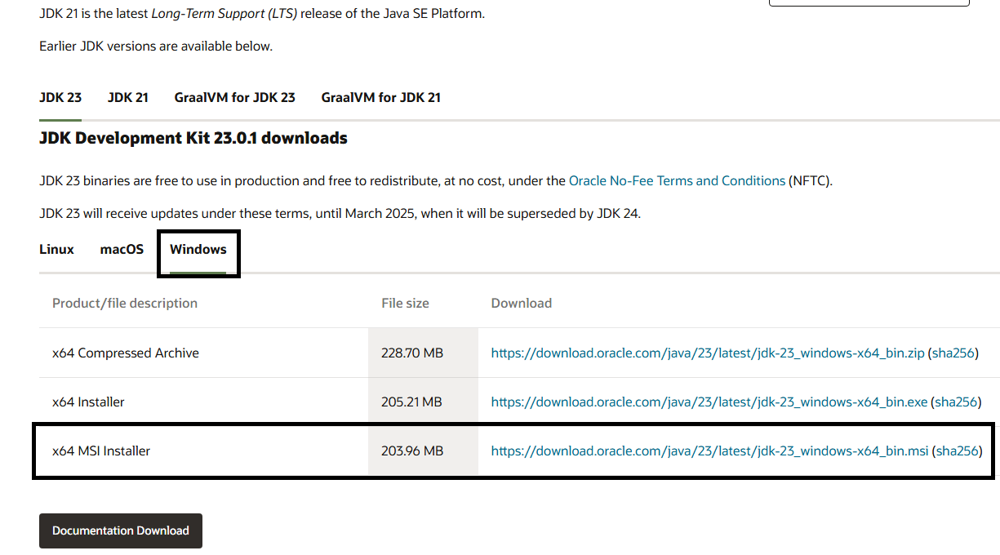 JDK 21 is the latest Long-Term Support (LTS) release of the Java SE Platform.
Earlier JDK versions are available below.
JDK 23 JDK 21 GraalVM for JDK 23 GraalVM for JDK 21
JDK Development Kit 23.0.1 downloads
JDK 23 binaries are free to use in production and free to redistribute, at no cost, under the Oracle No-Fee Terms and Conditions (NFTC).
JDK 23 will receive updates under these terms, until March 2025, when it will be superseded by JDK 24.
Linux macOS Windows
Product/file description File size Download
x64 Compressed Archive 228.70 MB https://download.oracle.com/java/23/latest/jdk-23_windows-x64_bin.zip (sha256)
x64 Installer 205.21 MB https://download.oracle.com/java/23/latest/jdk-23_windows-x64_bin.exe (sha256)
x64 MSI Installer 203.96 MB https://download.oracle.com/java/23/latest/jdk-23_windows-x64_bin.msi (sha256)
Documentation Download